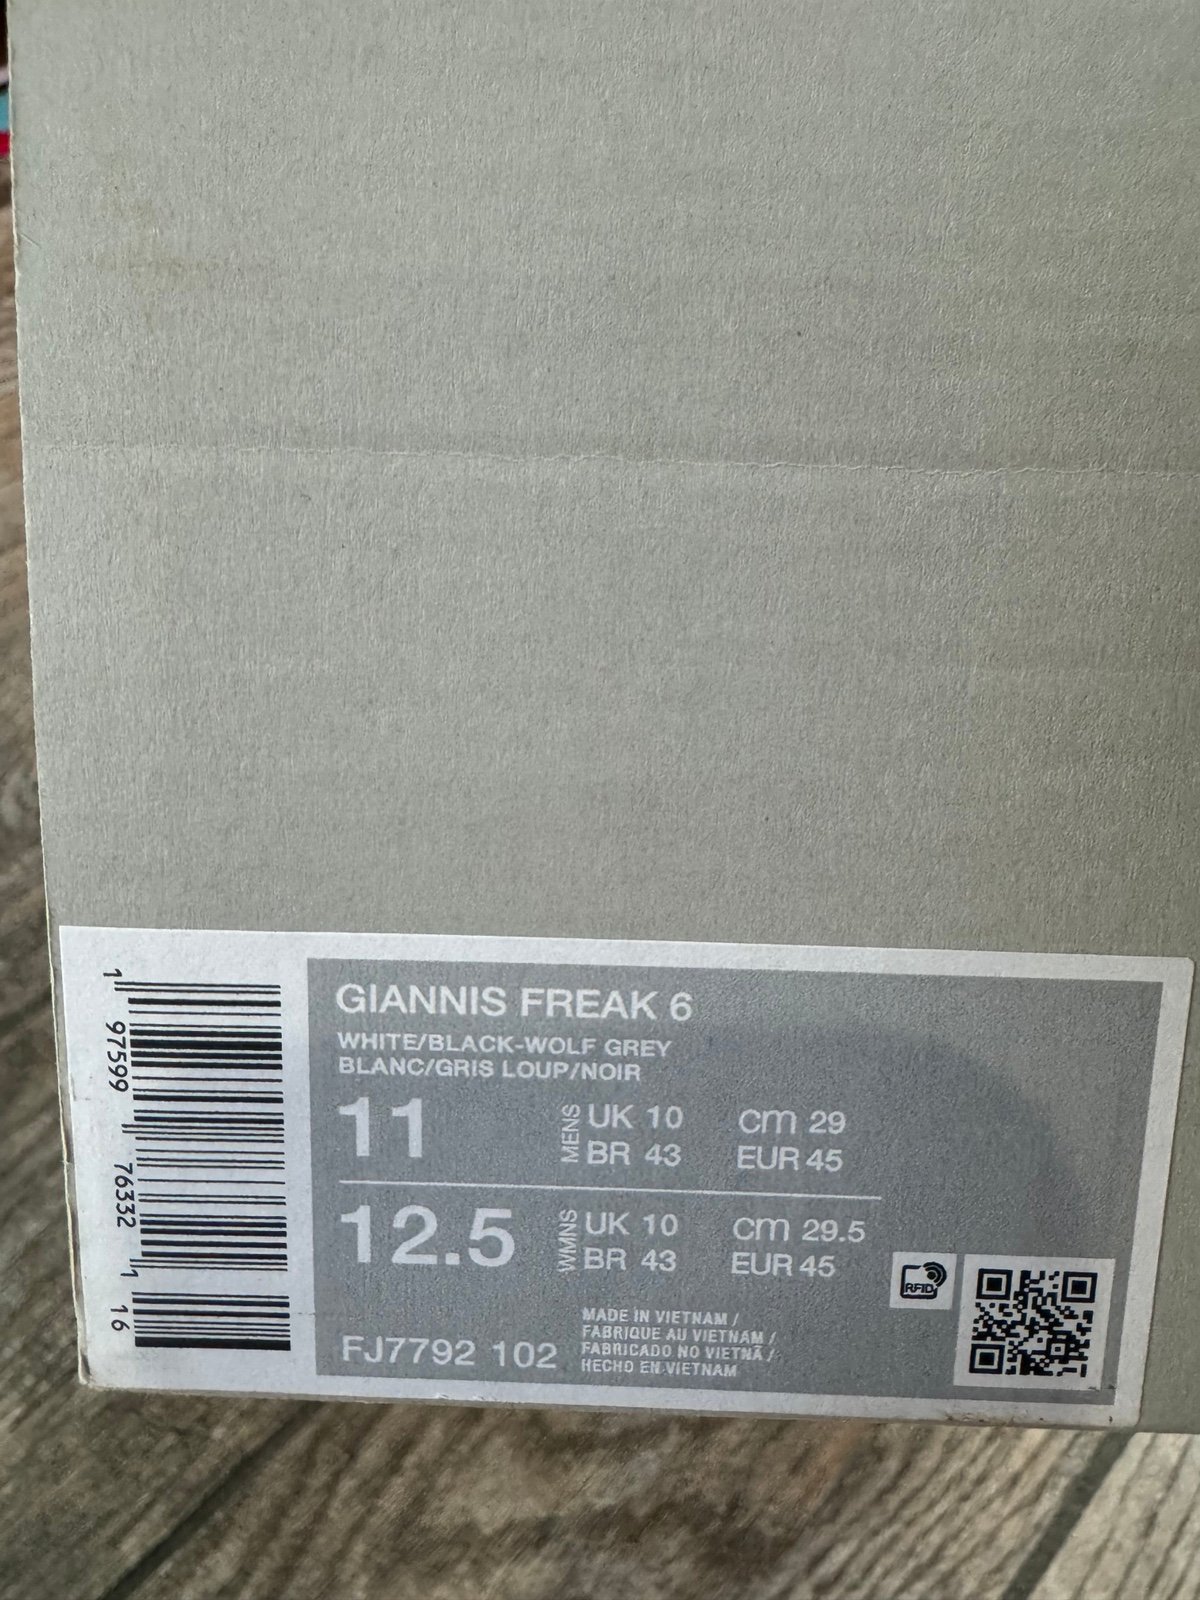 1 97599 76332 1 16
GIANNIS FREAK 6
WHITE/BLACK-WOLF GREY
BLANC/GRIS LOUP/NOIR
11 MENS UK 10 cm 29
BR 43 EUR 45
12.5 WMNS UK 10 cm 29.5
BR 43 EUR 45
RFID
FJ7792 102
MADE IN VIETNAM /
FABRIQUE AU VIETNAM /
FABRICADO NO VIETNÃ /
HECHO EN VIETNAM